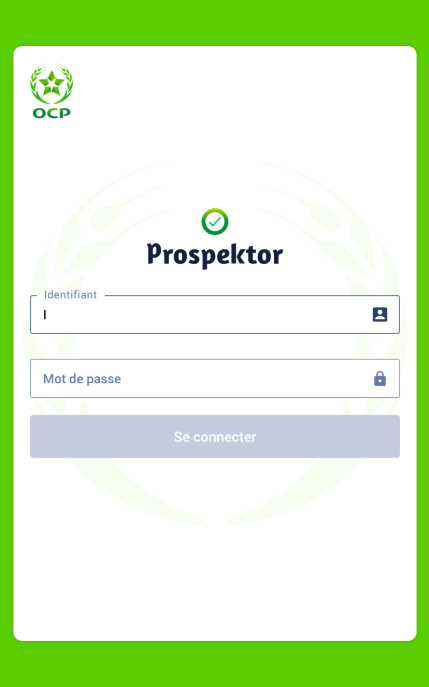 OCP
Prospektor
Identifiant
Mot de passe
Se connecter